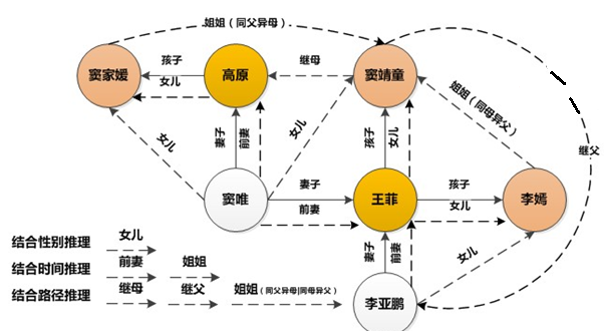 姐姐（同父异母）
窦家媛
孩子
女儿
高原
继母
窦靖童
姐姐（同母异父）
继父
女儿
妻子
前妻
女儿
孩子
女儿
窦唯
妻子
前妻
王菲
孩子
女儿
李嫣
妻子
前妻
女儿
李亚鹏
结合性别推理
女儿
结合时间推理
前妻
姐姐
结合路径推理
继母
继父
姐姐（同父异母|同母异父）